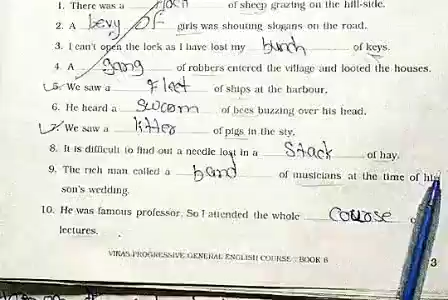 1. There was a flock of sheep grazing on the hill-side.
2. A bevy of girls was shouting slogans on the road.
3. I can't open the lock as I have lost my bunch of keys.
4. A gang of robbers entered the village and looted the houses.
5. We saw a fleet of ships at the harbour.
6. He heard a swoom of bees buzzing over his head.
7. We saw a litter of pigs in the sty.
8. It is difficult to find out a needle lost in a stack of hay.
9. The rich man called a band of musicians at the time of his
son's wedding.
10. He was famous professor. So I attended the whole course
lectures.
VIKAS PROGRESSIVE GENERAL ENGLISH COURSE : BOOK 6
3